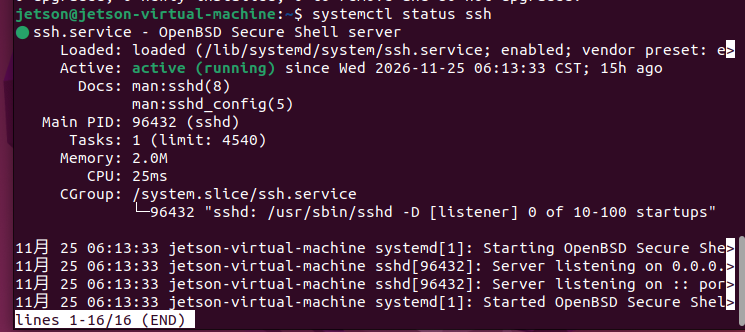 jetson@jetson-virtual-machine:~$ systemctl status ssh
● ssh.service - OpenBSD Secure Shell server
     Loaded: loaded (/lib/systemd/system/ssh.service; enabled; vendor preset: e>
     Active: active (running) since Wed 2026-11-25 06:13:33 CST; 15h ago
       Docs: man:sshd(8)
             man:sshd_config(5)
   Main PID: 96432 (sshd)
      Tasks: 1 (limit: 4540)
     Memory: 2.0M
        CPU: 25ms
     CGroup: /system.slice/ssh.service
             └─96432 "sshd: /usr/sbin/sshd -D [listener] 0 of 10-100 startups"
11月 25 06:13:33 jetson-virtual-machine systemd[1]: Starting OpenBSD Secure She>
11月 25 06:13:33 jetson-virtual-machine sshd[96432]: Server listening on 0.0.0.>
11月 25 06:13:33 jetson-virtual-machine sshd[96432]: Server listening on :: por>
11月 25 06:13:33 jetson-virtual-machine systemd[1]: Started OpenBSD Secure Shel>
lines 1-16/16 (END)